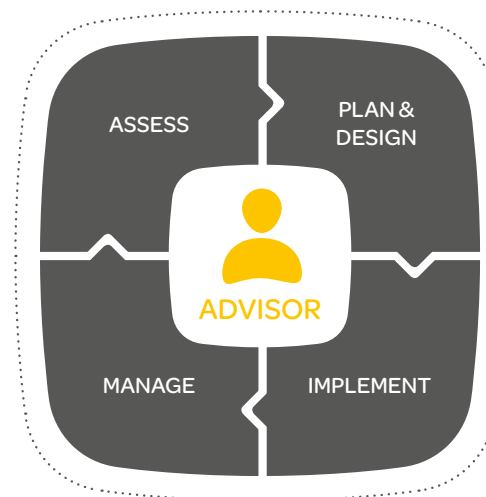 ASSESS
PLAN &
DESIGN
ADVISOR
MANAGE
IMPLEMENT